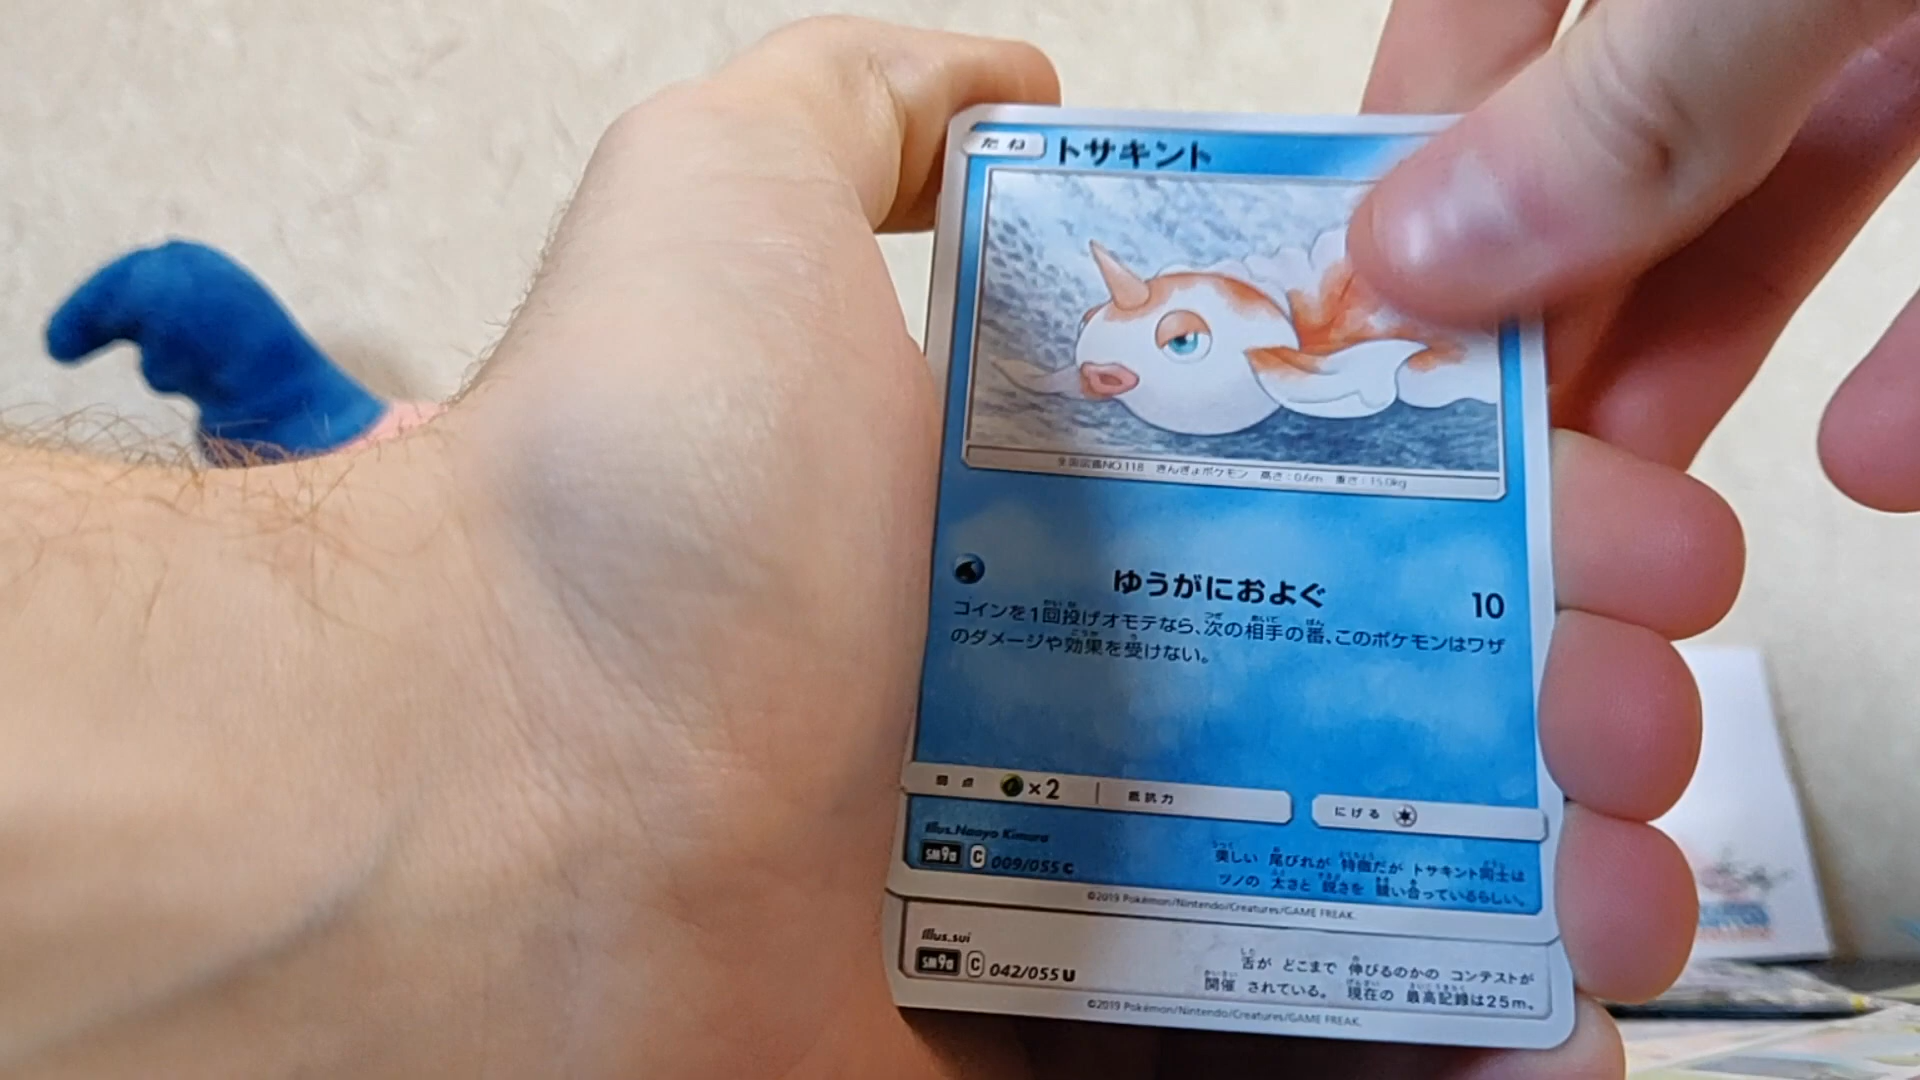 たね トサキント
全国図鑑NO.118 きんぎょポケモン 高さ:0.6m 重さ:15.0kg
ゆうがにおよぐ 10
コインを1回投げオモテなら、次の相手の番、このポケモンはワザ
のダメージや効果を受けない。
弱点 ×2 抵抗力 にげる
illus.Naoyo Kimura
SM9a C 009/055 C
美しい 尾びれが 特徴だが トサキント同士は
ツノの 太さと 鋭さを 競い合っているらしい。
©2019 Pokémon/Nintendo/Creatures/GAME FREAK.
illus.sui
SM9a C 042/055 U
舌が どこまで 伸びるのかの コンテストが
開催 されている。 現在の 最高記録は25m。
©2019 Pokémon/Nintendo/Creatures/GAME FREAK.